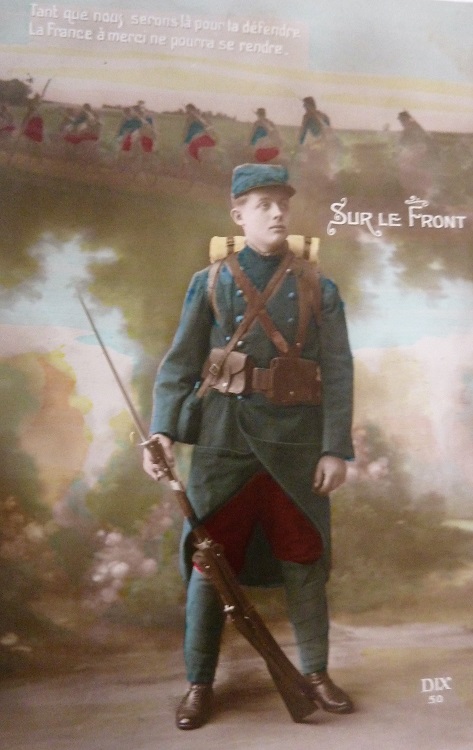 Tant que nous serons là pour la défendre
La France à merci ne pourra se rendre.
SUR LE FRONT
DIX
50